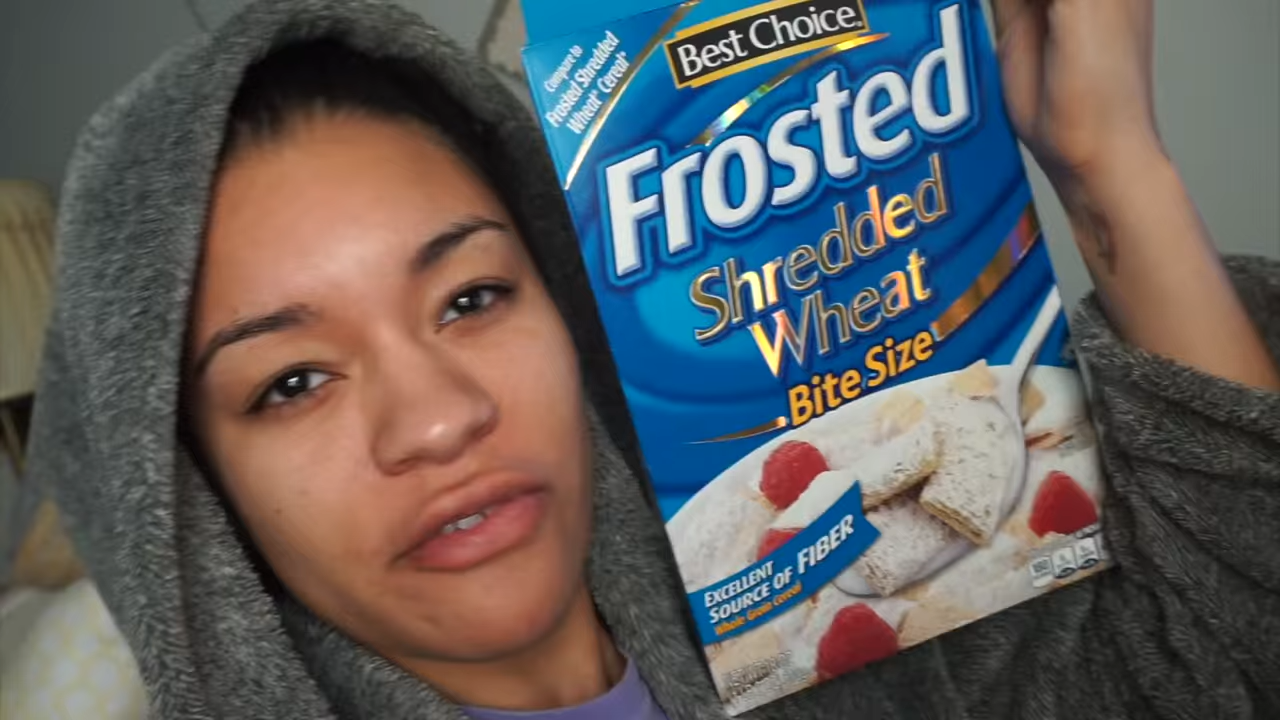 Compare to
Frosted Shredded
Wheat® Cereal*
Best Choice.
Frosted
Shredded
Wheat
Bite Size
EXCELLENT
SOURCE OF FIBER
Whole Grain Cereal